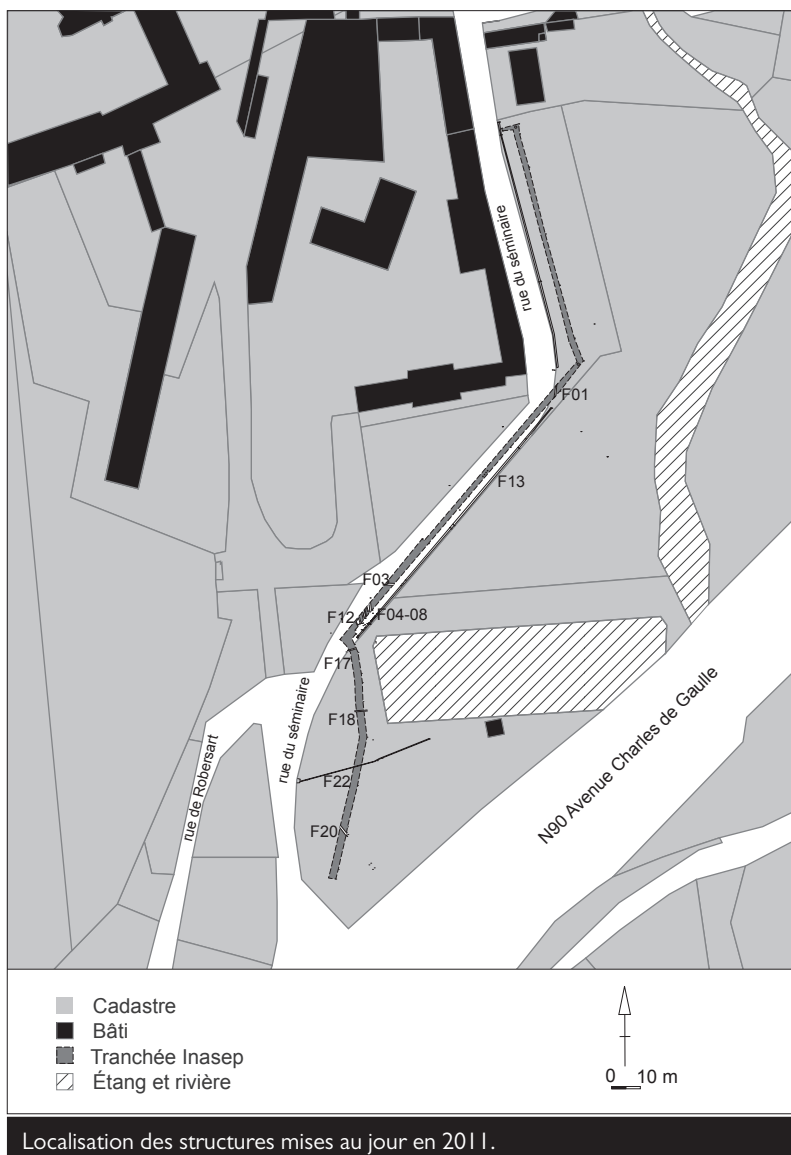 rue du séminaire
F01
F13
F03
F12
F04-08
F17
F18
F22
F20
rue du séminaire
rue de Robersart
N90 Avenue Charles de Gaulle
Cadastre
Bâti
Tranchée Inasep
Étang et rivière
0 10 m
Localisation des structures mises au jour en 2011.